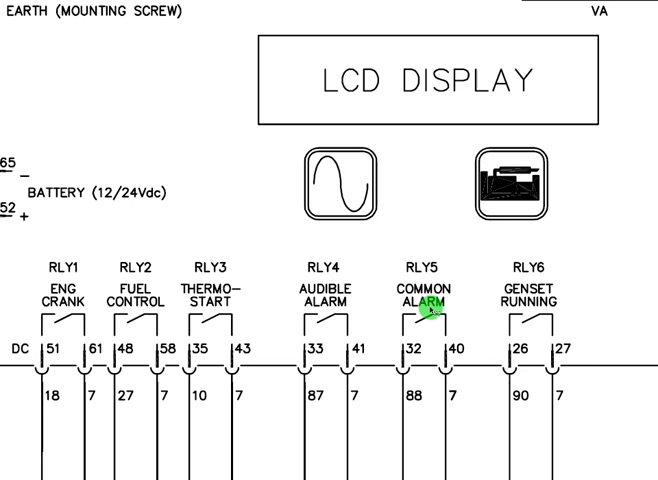 EARTH (MOUNTING SCREW)
VA
LCD DISPLAY
65 –
BATTERY (12/24Vdc)
52 +
RLY1 RLY2 RLY3 RLY4 RLY5 RLY6
ENG FUEL THERMO– AUDIBLE COMMON GENSET
CRANK CONTROL START ALARM ALARM RUNNING
DC 51 61 48 58 35 43 33 41 32 40 26 27
18 7 27 7 10 7 87 7 88 7 90 7